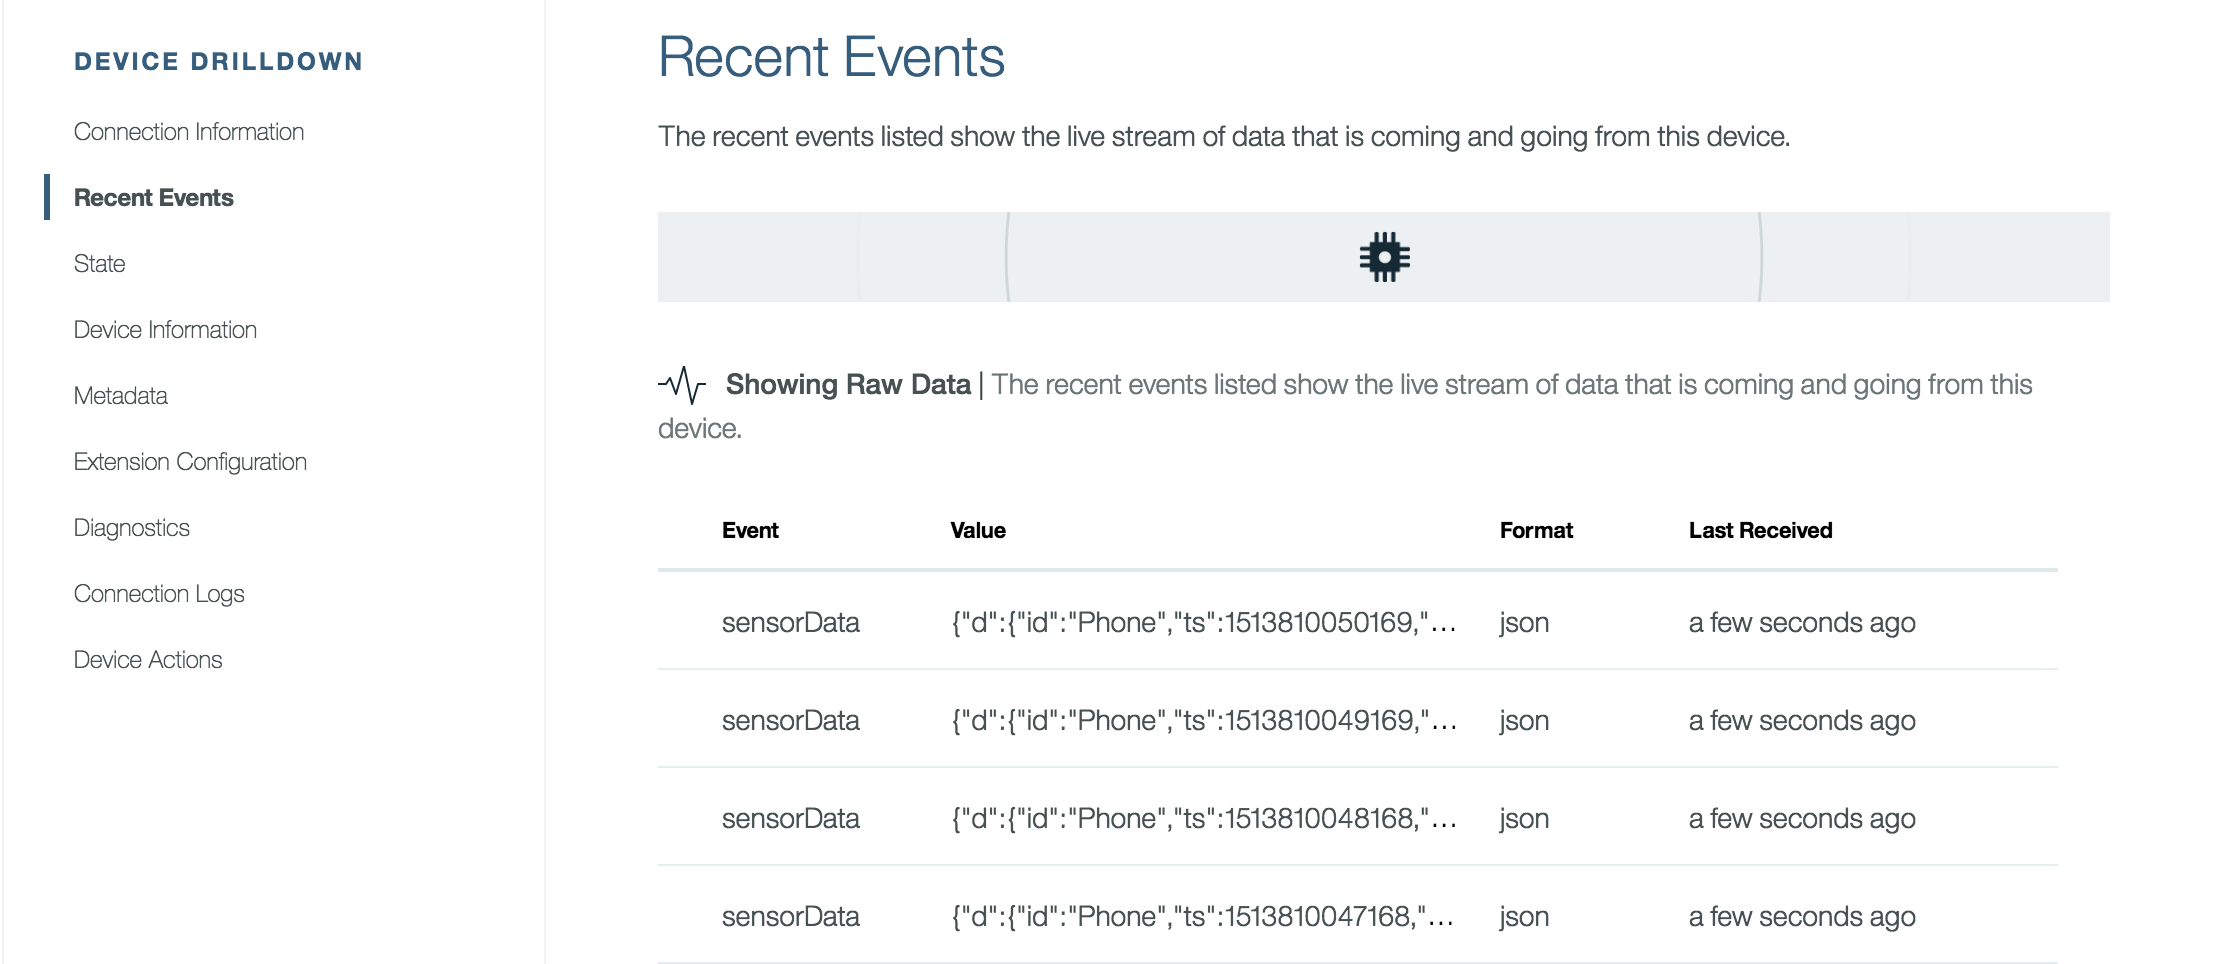 DEVICE DRILLDOWN
Connection Information
Recent Events
State
Device Information
Metadata
Extension Configuration
Diagnostics
Connection Logs
Device Actions
Recent Events
The recent events listed show the live stream of data that is coming and going from this device.
Showing Raw Data | The recent events listed show the live stream of data that is coming and going from this
device.
Event Value Format Last Received
sensorData {"d":{"id":"Phone","ts":1513810050169,"... json a few seconds ago
sensorData {"d":{"id":"Phone","ts":1513810049169,"... json a few seconds ago
sensorData {"d":{"id":"Phone","ts":1513810048168,"... json a few seconds ago
sensorData {"d":{"id":"Phone","ts":1513810047168,"... json a few seconds ago